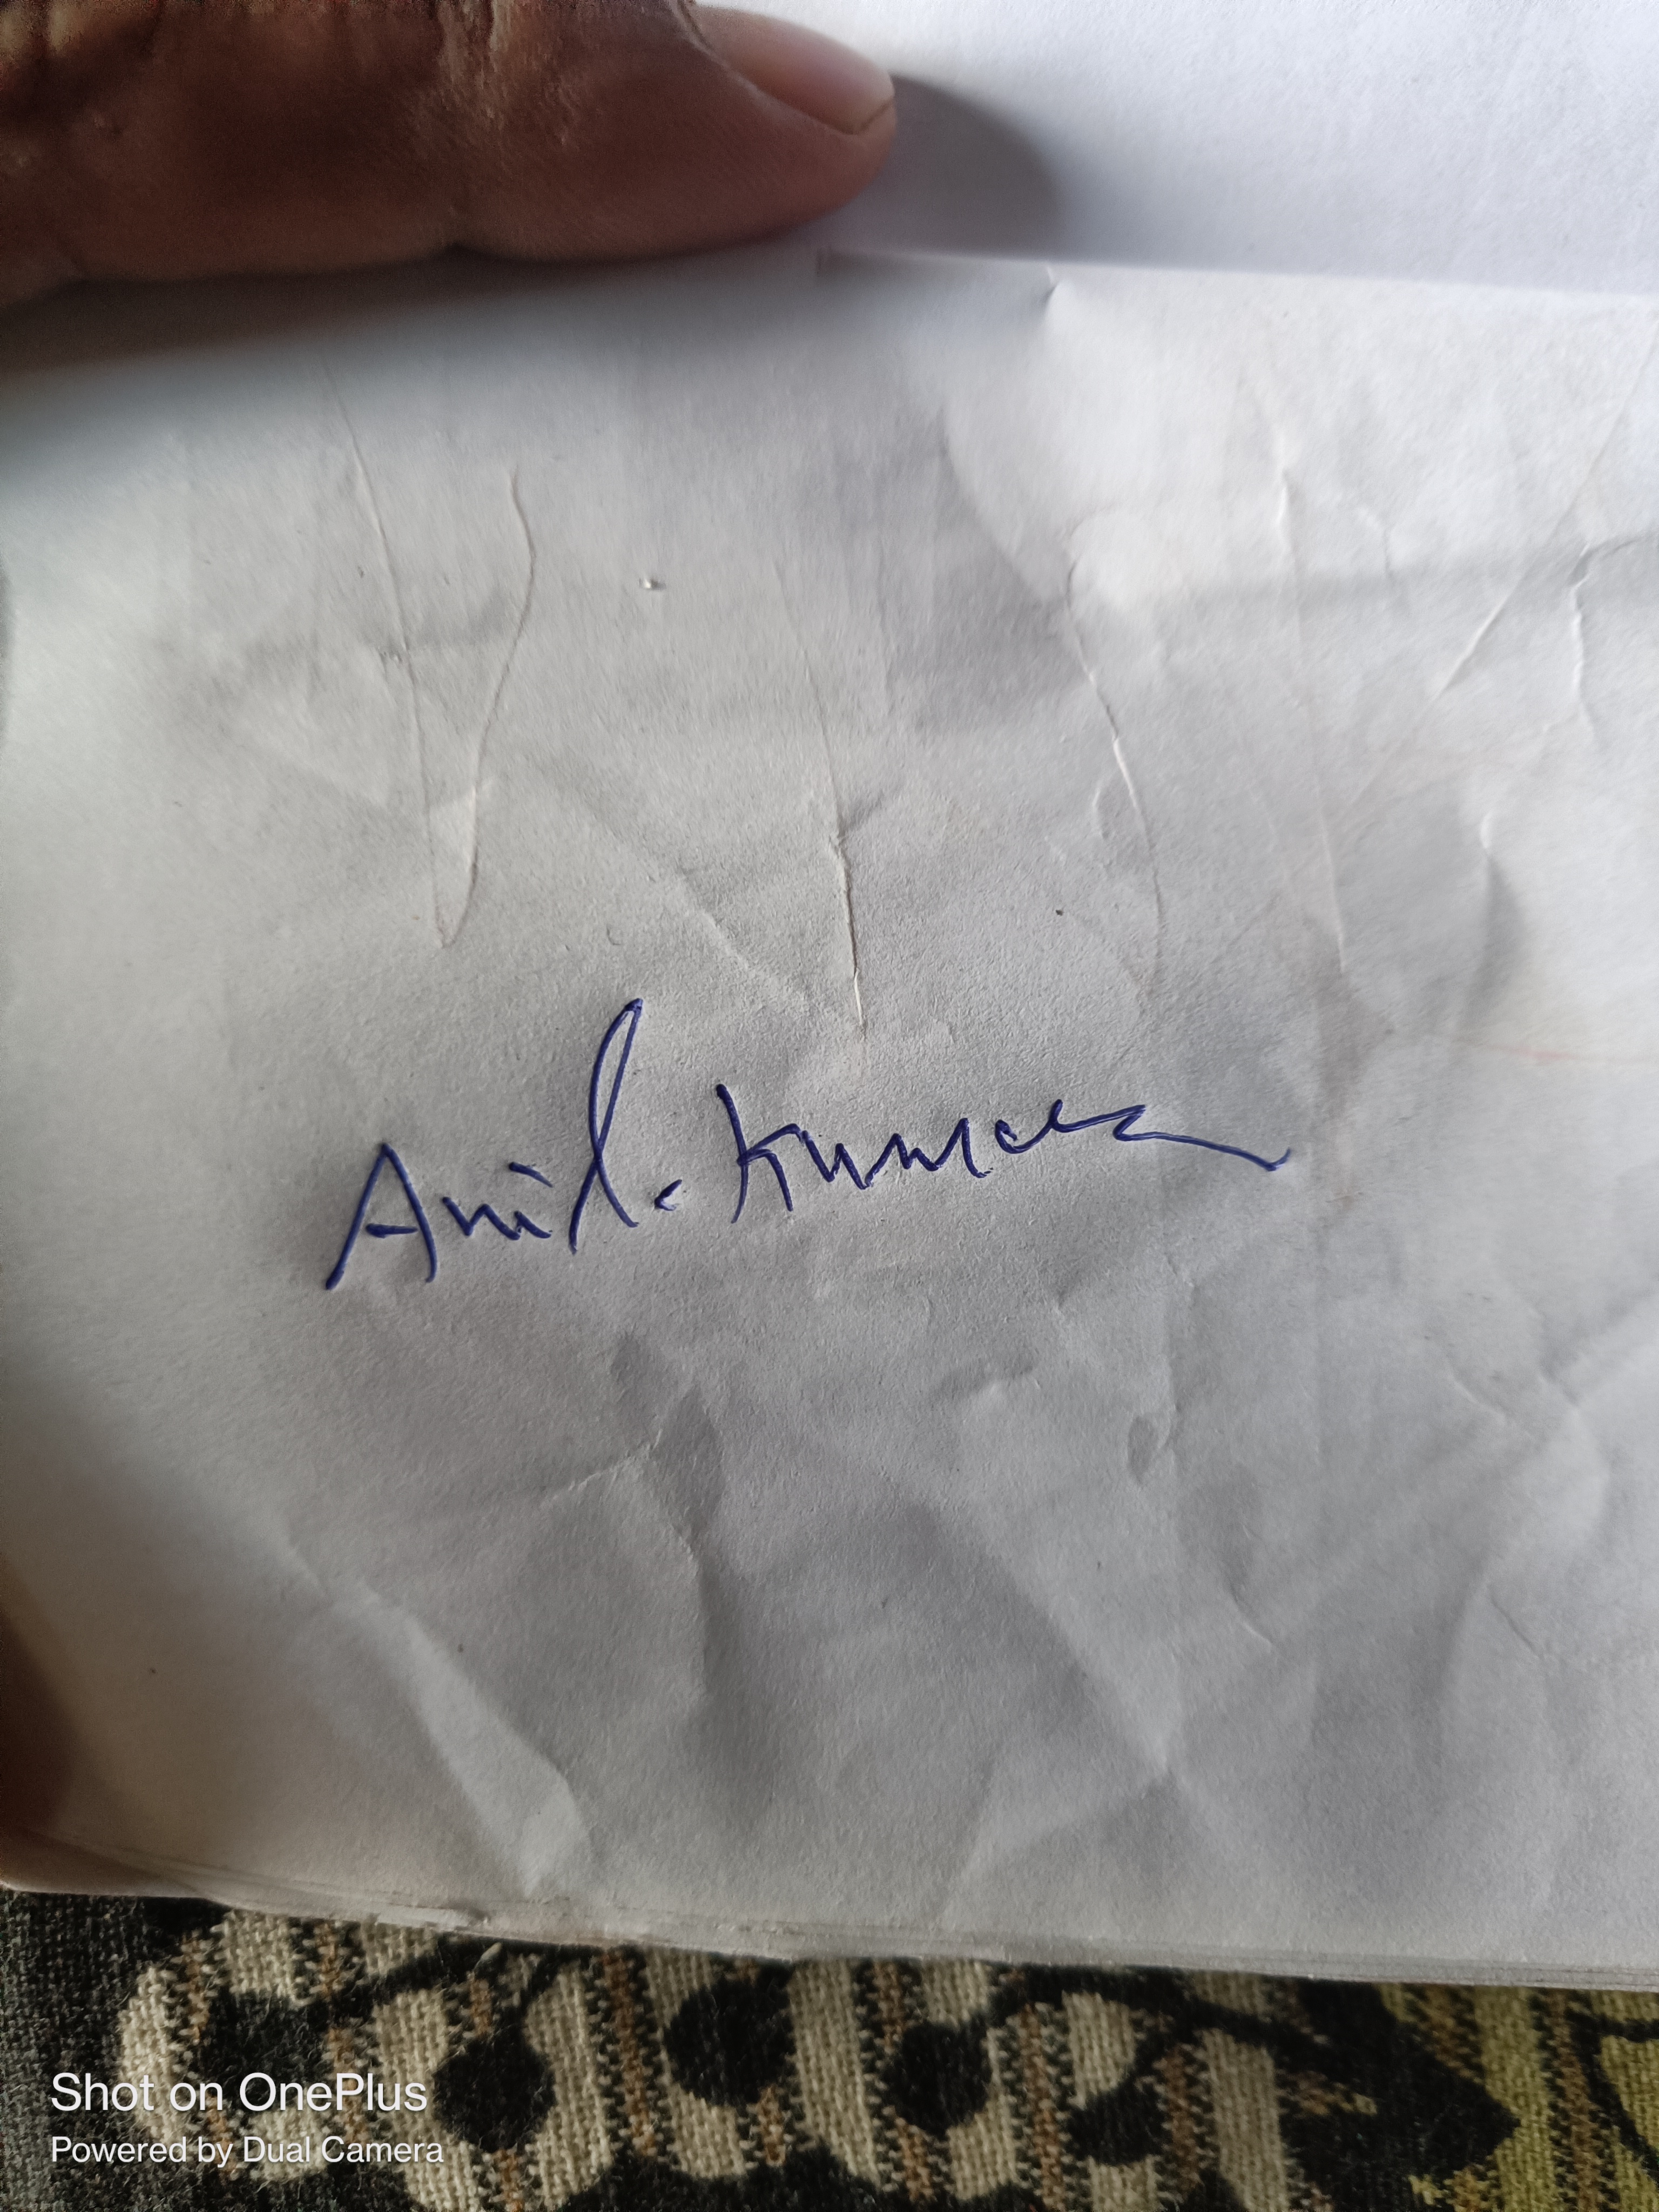 Anil. Kumar
Shot on OnePlus
Powered by Dual Camera